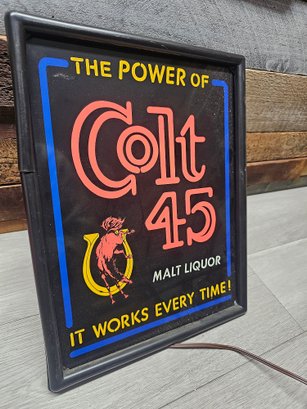 THE POWER OF
Colt
45
MALT LIQUOR
IT WORKS EVERY TIME!